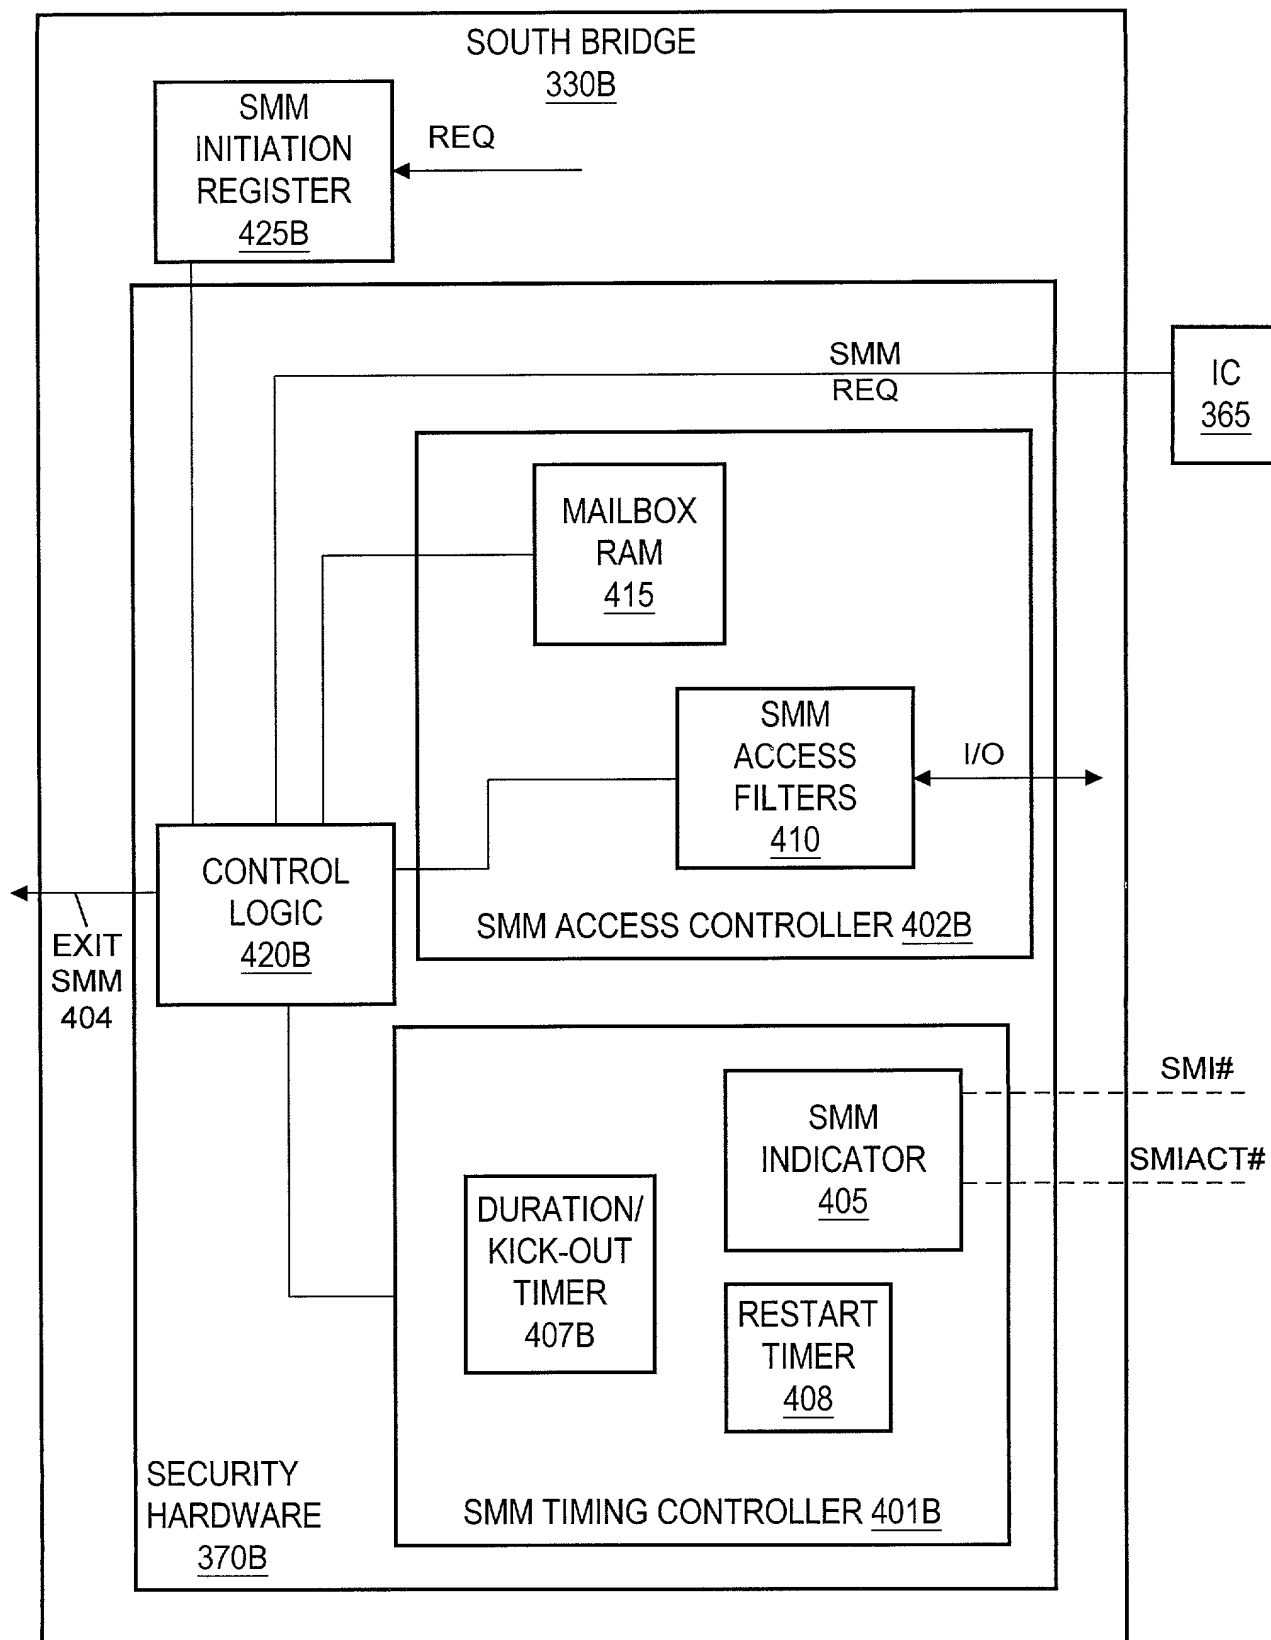 SOUTH BRIDGE
330B
SMM
INITIATION
REGISTER
425B
REQ
SMM
REQ
IC
365
MAILBOX
RAM
415
SMM
ACCESS
FILTERS
410
I/O
CONTROL
LOGIC
420B
SMM ACCESS CONTROLLER 402B
EXIT
SMM
404
SMI#
SMM
INDICATOR
405
SMIACT#
DURATION/
KICK-OUT
TIMER
407B
RESTART
TIMER
408
SECURITY
HARDWARE
370B
SMM TIMING CONTROLLER 401B